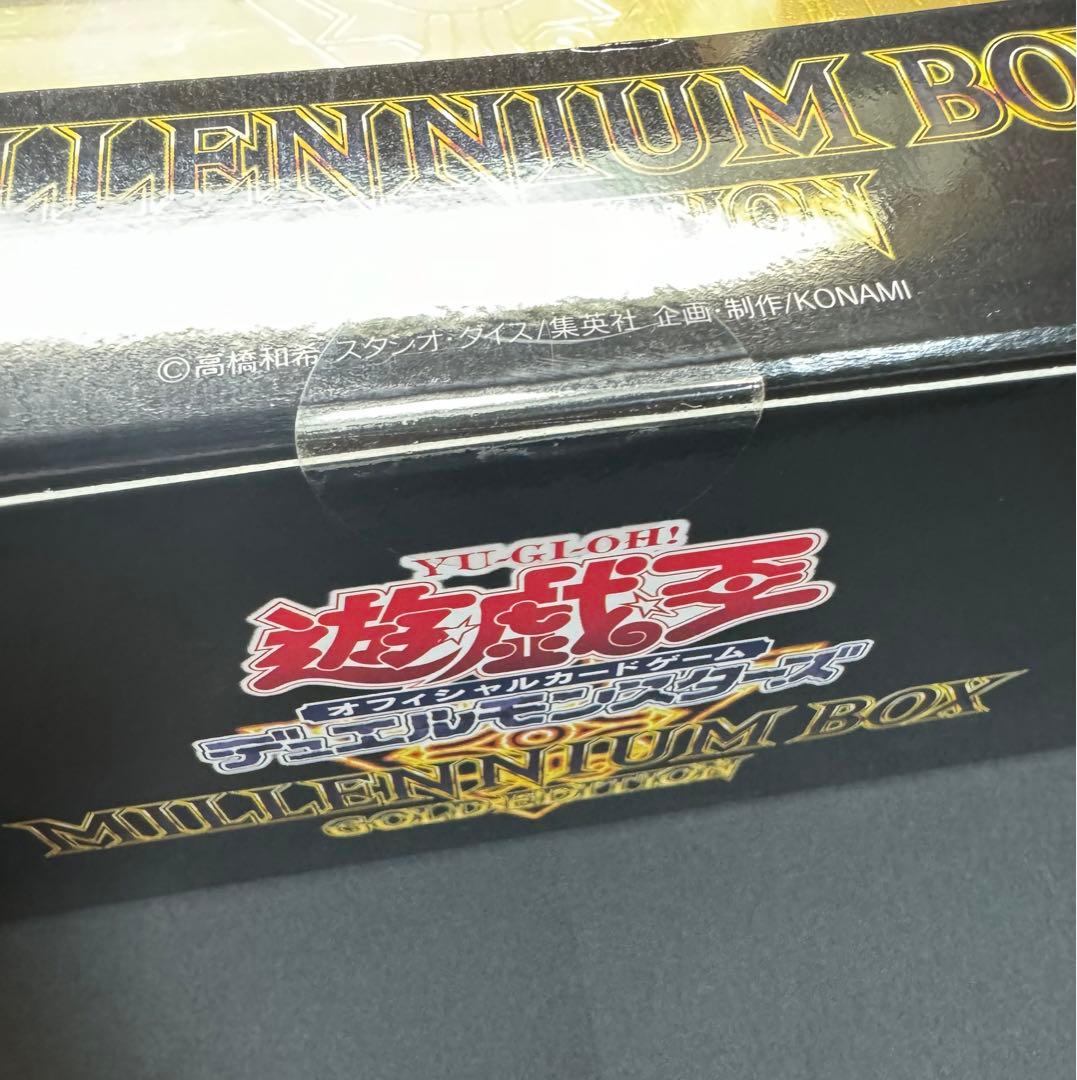 MILLENNIUM BOX
©高橋和希 スタジオ・ダイス/集英社 企画・制作/KONAMI
YU-GI-OH!
遊戯王
オフィシャルカードゲーム
デュエルモンスターズ
MILLENNIUM BOX
GOLD EDITION